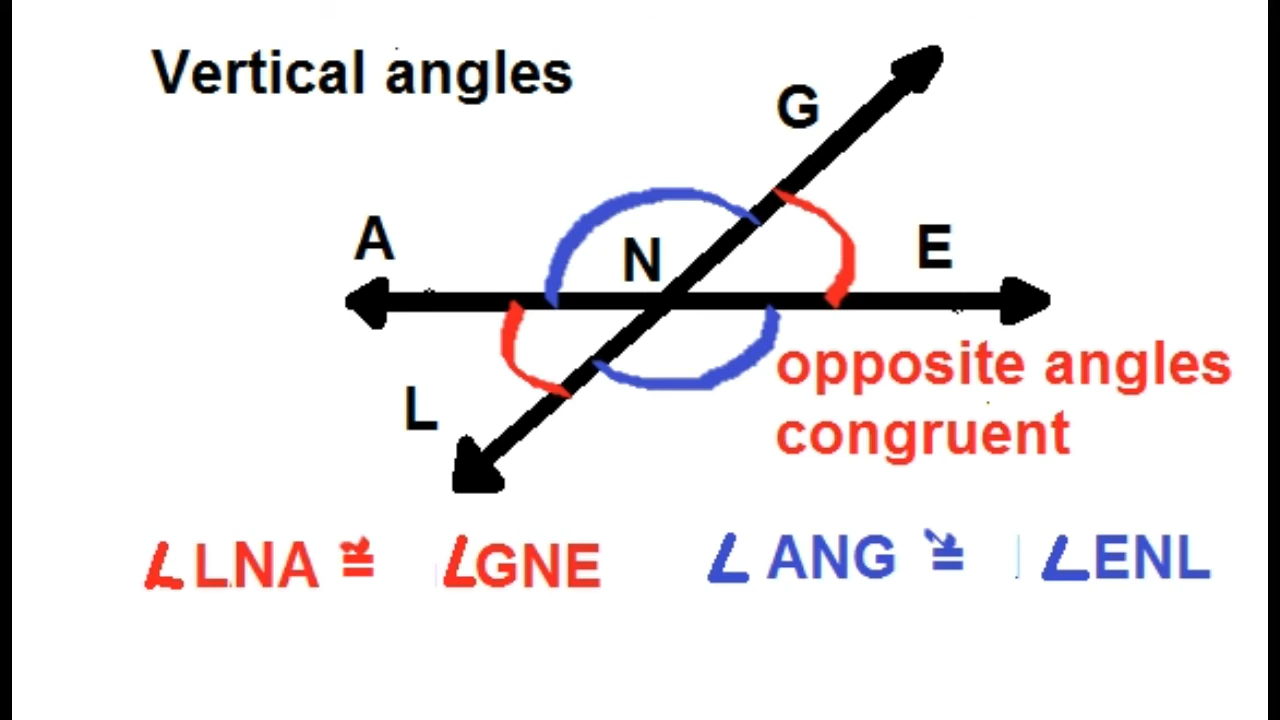 Vertical angles
G
A
N
E
opposite angles
congruent
L
∠LNA ≅ ∠GNE ∠ANG ≅ ∠ENL